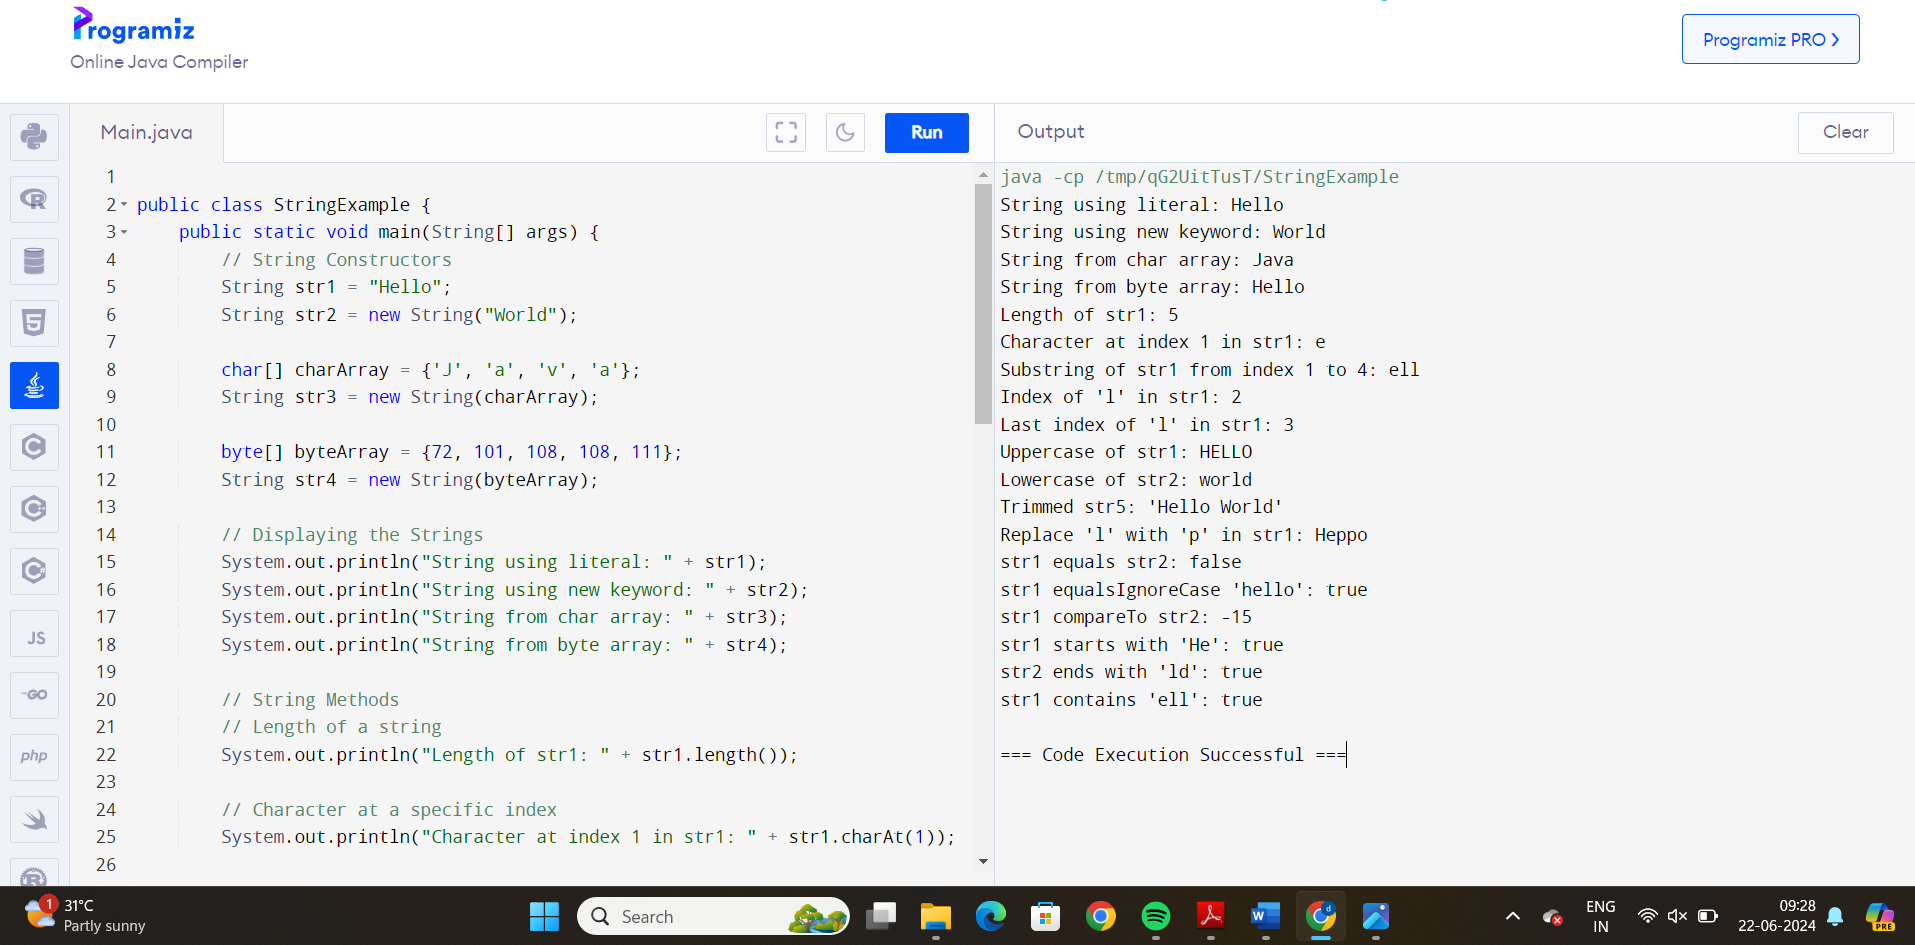 Programiz
Online Java Compiler
Programiz PRO ❯
Main.java
Run
Output
Clear
1
2 public class StringExample {
3     public static void main(String[] args) {
4         // String Constructors
5         String str1 = "Hello";
6         String str2 = new String("World");
7
8         char[] charArray = {'J', 'a', 'v', 'a'};
9         String str3 = new String(charArray);
10
11         byte[] byteArray = {72, 101, 108, 108, 111};
12         String str4 = new String(byteArray);
13
14         // Displaying the Strings
15         System.out.println("String using literal: " + str1);
16         System.out.println("String using new keyword: " + str2);
17         System.out.println("String from char array: " + str3);
18         System.out.println("String from byte array: " + str4);
19
20         // String Methods
21         // Length of a string
22         System.out.println("Length of str1: " + str1.length());
23
24         // Character at a specific index
25         System.out.println("Character at index 1 in str1: " + str1.charAt(1));
26
java -cp /tmp/qG2UitTusT/StringExample
String using literal: Hello
String using new keyword: World
String from char array: Java
String from byte array: Hello
Length of str1: 5
Character at index 1 in str1: e
Substring of str1 from index 1 to 4: ell
Index of 'l' in str1: 2
Last index of 'l' in str1: 3
Uppercase of str1: HELLO
Lowercase of str2: world
Trimmed str5: 'Hello World'
Replace 'l' with 'p' in str1: Heppo
str1 equals str2: false
str1 equalsIgnoreCase 'hello': true
str1 compareTo str2: -15
str1 starts with 'He': true
str2 ends with 'ld': true
str1 contains 'ell': true
=== Code Execution Successful ===
JS
GO
php
1
31°C
Partly sunny
Search
W
d
ENG
IN
09:28
22-06-2024
PRE